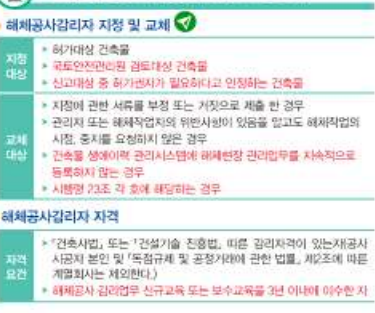 해체공사감리자 지정 및 교체
지정
대상
허가대상 건축물
국토안전관리원 검토대상 건축물
신고대상 중 허가권자가 필요하다고 인정하는 건축물
교체
대상
지정에 관한 서류를 부정 또는 거짓으로 제출 한 경우
관리자 또는 해체작업자의 위반사항이 있음을 알고도 해체작업의
시정, 중지를 요청하지 않은 경우
건축물 생애이력 관리시스템에 해체현장 관리업무를 지속적으로
등록하지 않는 경우
시행령 23조 각 호에 해당하는 경우
해체공사감리자 자격
자격
요건
「건축사법」 또는 「건설기술 진흥법」 따른 감리자격이 있는자(공사
시공자 본인 및 「독점규제 및 공정거래에 관한 법률」 제2조에 따른
계열회사는 제외한다.)
해체공사 감리업무 신규교육 또는 보수교육을 3년 이내에 이수한 자